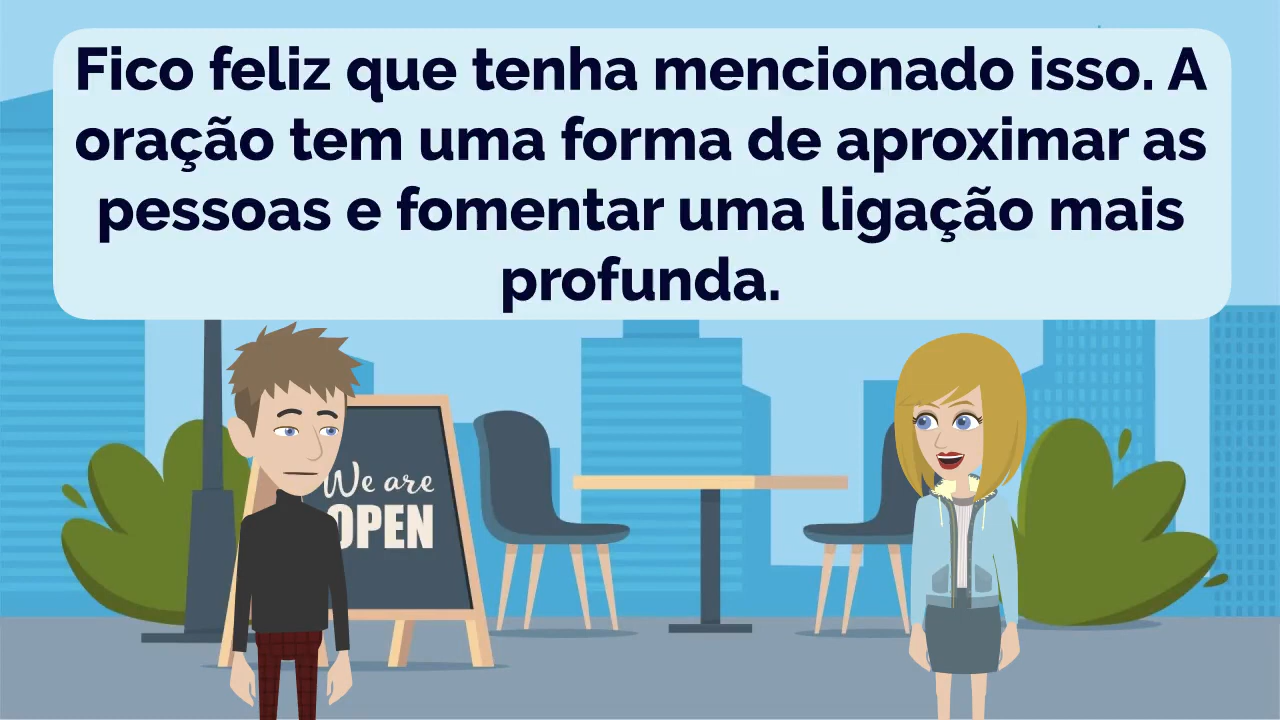 Fico feliz que tenha mencionado isso. A
oração tem uma forma de aproximar as
pessoas e fomentar uma ligação mais
profunda.
We are
OPEN